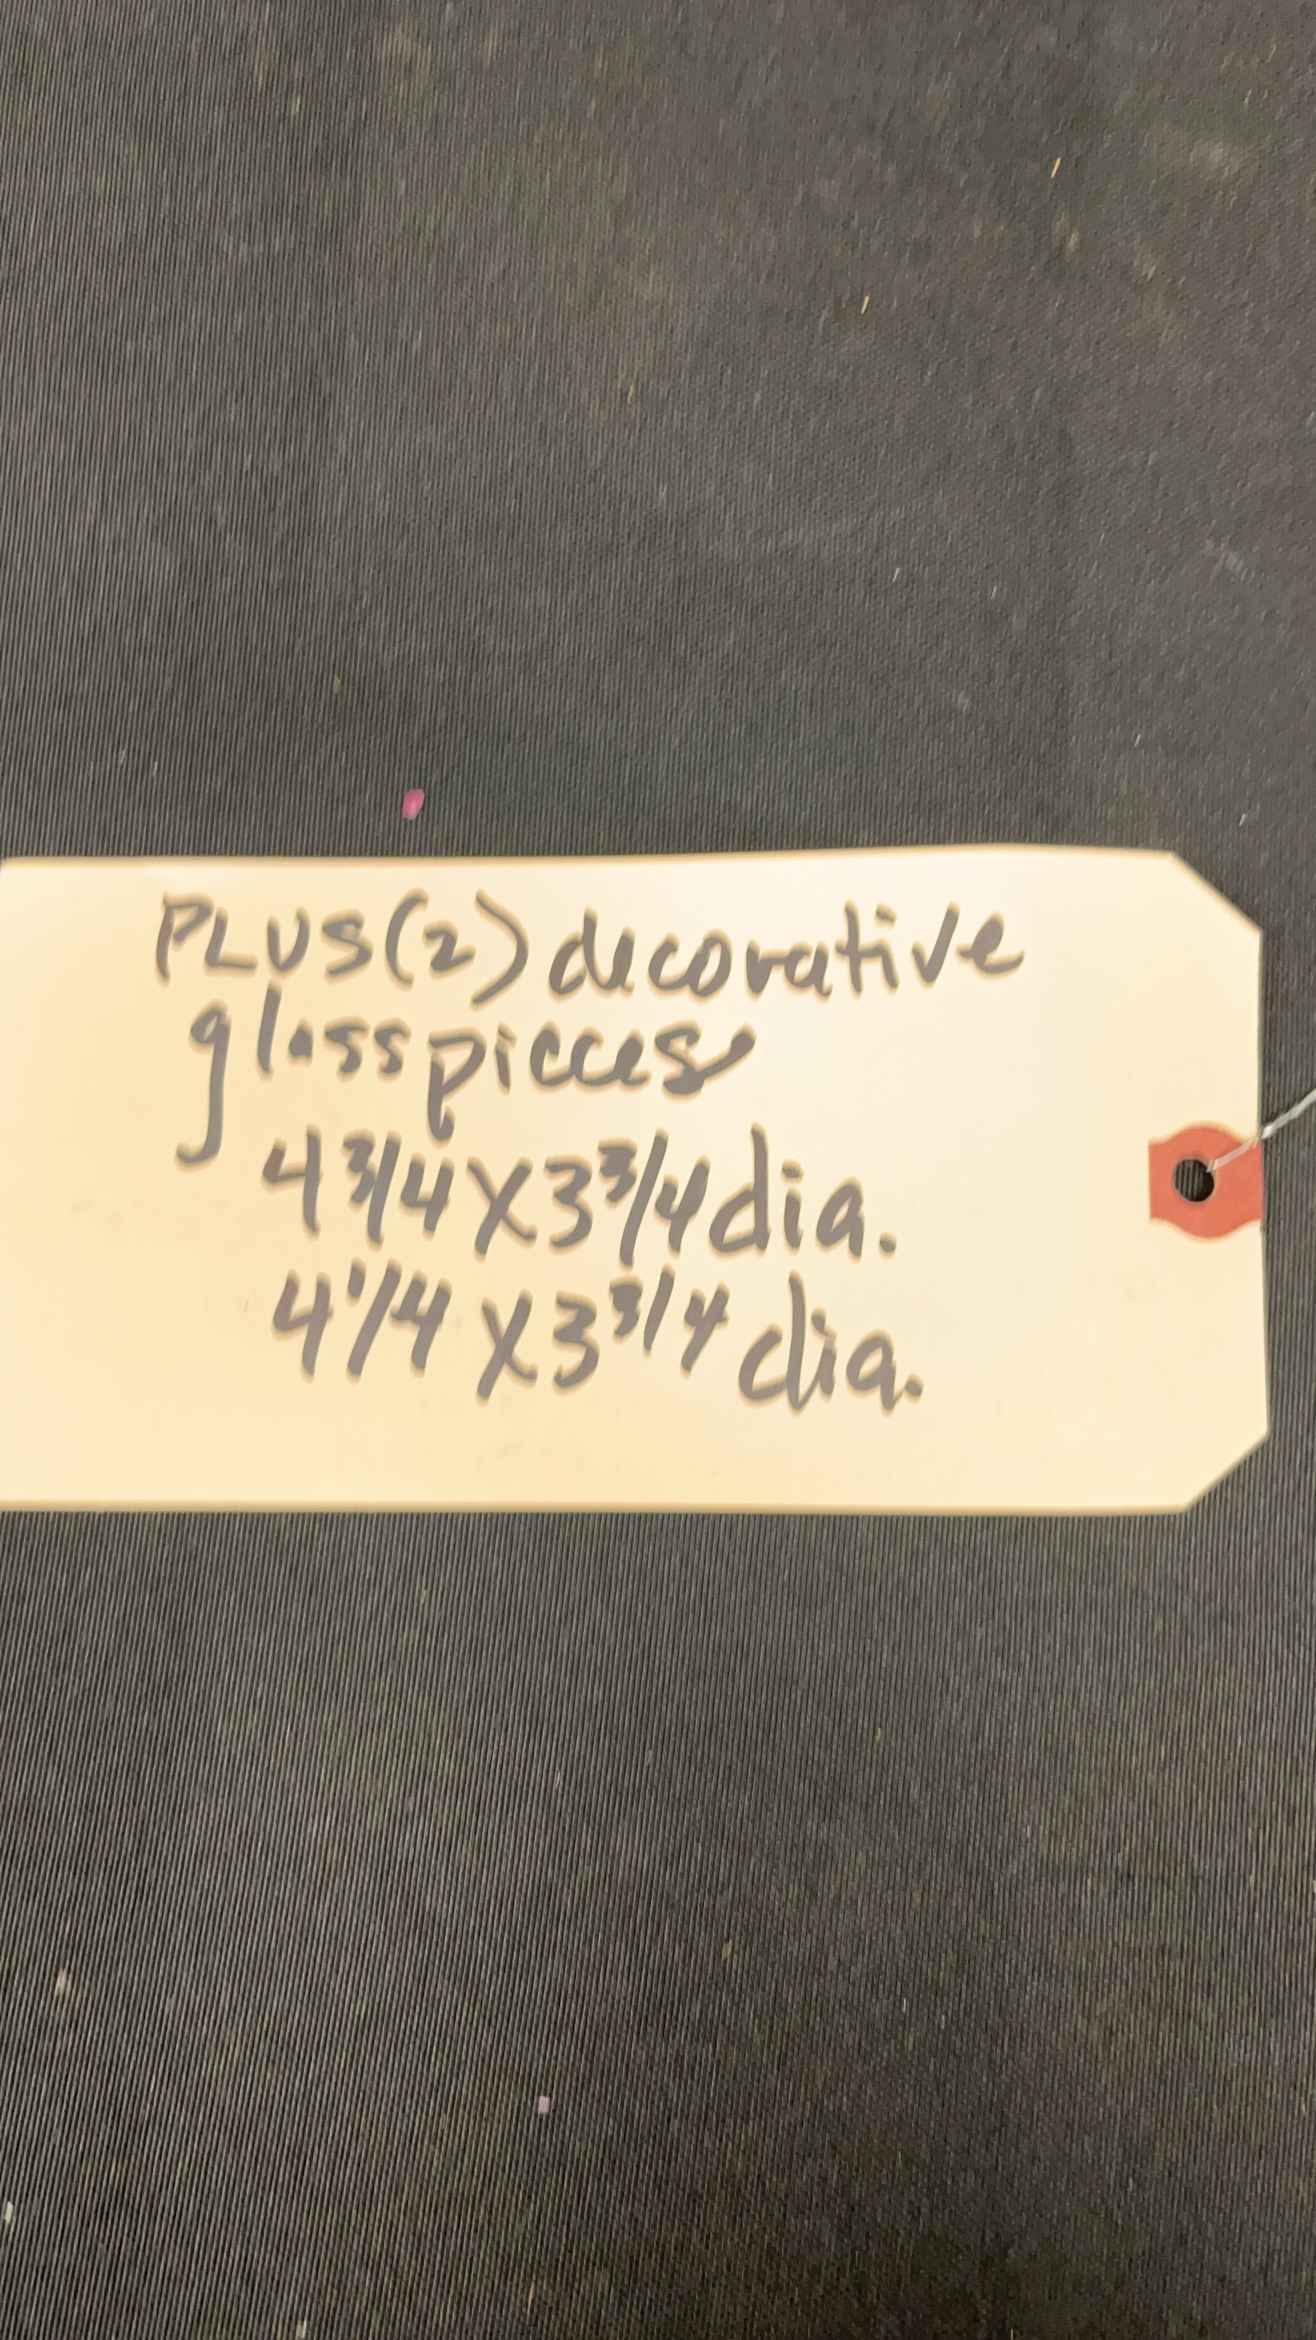 PLUS (2) decorative
glass pieces
4 3/4 X 3 3/4 dia.
4 1/4 X 3 3/4 dia.